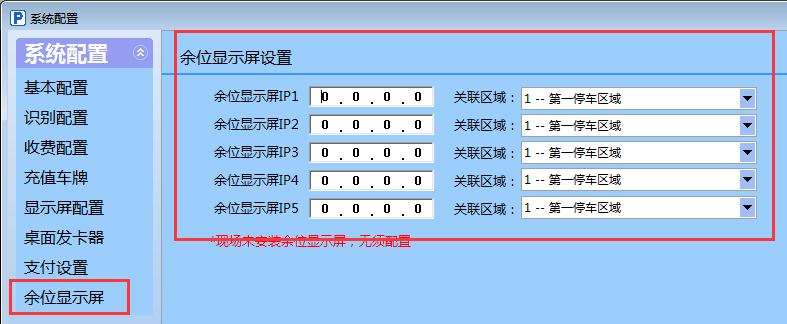 系统配置
系统配置
基本配置
识别配置
收费配置
充值车牌
显示屏配置
桌面发卡器
支付设置
余位显示屏
余位显示屏设置
余位显示屏IP1 0 . 0 . 0 . 0 关联区域： 1 -- 第一停车区域
余位显示屏IP2 0 . 0 . 0 . 0 关联区域： 1 -- 第一停车区域
余位显示屏IP3 0 . 0 . 0 . 0 关联区域： 1 -- 第一停车区域
余位显示屏IP4 0 . 0 . 0 . 0 关联区域： 1 -- 第一停车区域
余位显示屏IP5 0 . 0 . 0 . 0 关联区域： 1 -- 第一停车区域
*现场未安装余位显示屏，无须配置